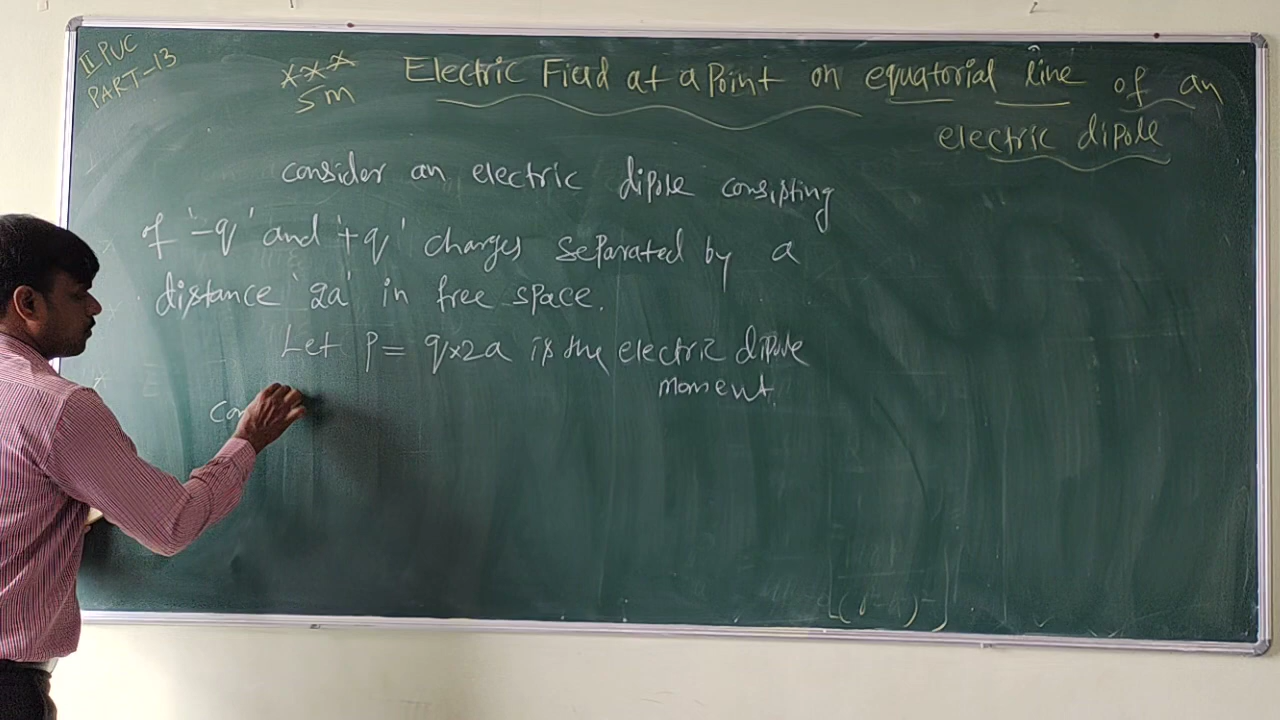 II PUC
PART-13
***
5m
Electric Field at a Point on equatorial line of an
electric dipole
consider an electric dipole consisting
of '-q' and '+q' charges separated by a
distance '2a' in free space.
Let P = q×2a is the electric dipole
moment.
Con